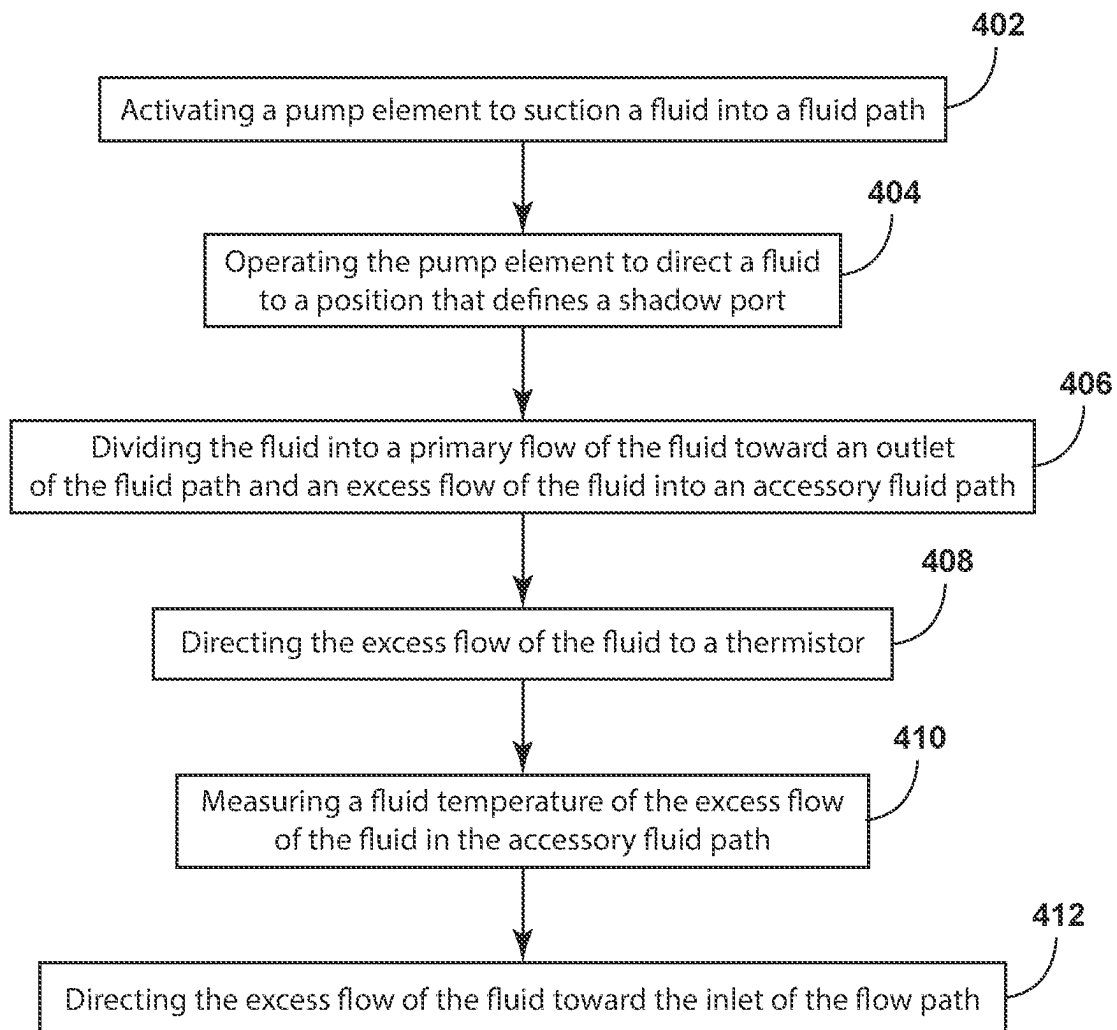 402
Activating a pump element to suction a fluid into a fluid path
404
Operating the pump element to direct a fluid
to a position that defines a shadow port
406
Dividing the fluid into a primary flow of the fluid toward an outlet
of the fluid path and an excess flow of the fluid into an accessory fluid path
408
Directing the excess flow of the fluid to a thermistor
410
Measuring a fluid temperature of the excess flow
of the fluid in the accessory fluid path
412
Directing the excess flow of the fluid toward the inlet of the flow path